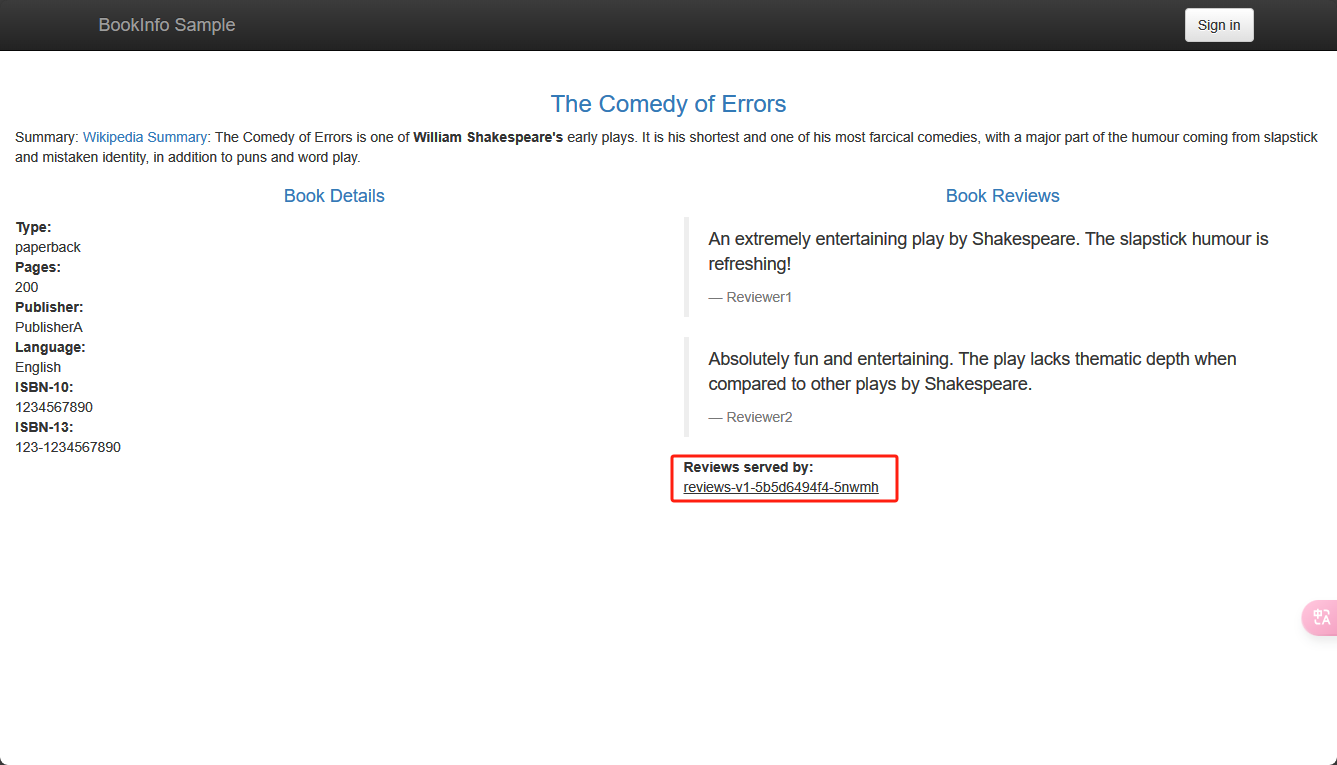 BookInfo Sample
Sign in
The Comedy of Errors
Summary: Wikipedia Summary: The Comedy of Errors is one of William Shakespeare's early plays. It is his shortest and one of his most farcical comedies, with a major part of the humour coming from slapstick
and mistaken identity, in addition to puns and word play.
Book Details
Type:
paperback
Pages:
200
Publisher:
PublisherA
Language:
English
ISBN-10:
1234567890
ISBN-13:
123-1234567890
Book Reviews
An extremely entertaining play by Shakespeare. The slapstick humour is
refreshing!
— Reviewer1
Absolutely fun and entertaining. The play lacks thematic depth when
compared to other plays by Shakespeare.
— Reviewer2
Reviews served by:
reviews-v1-5b5d6494f4-5nwmh
中
A